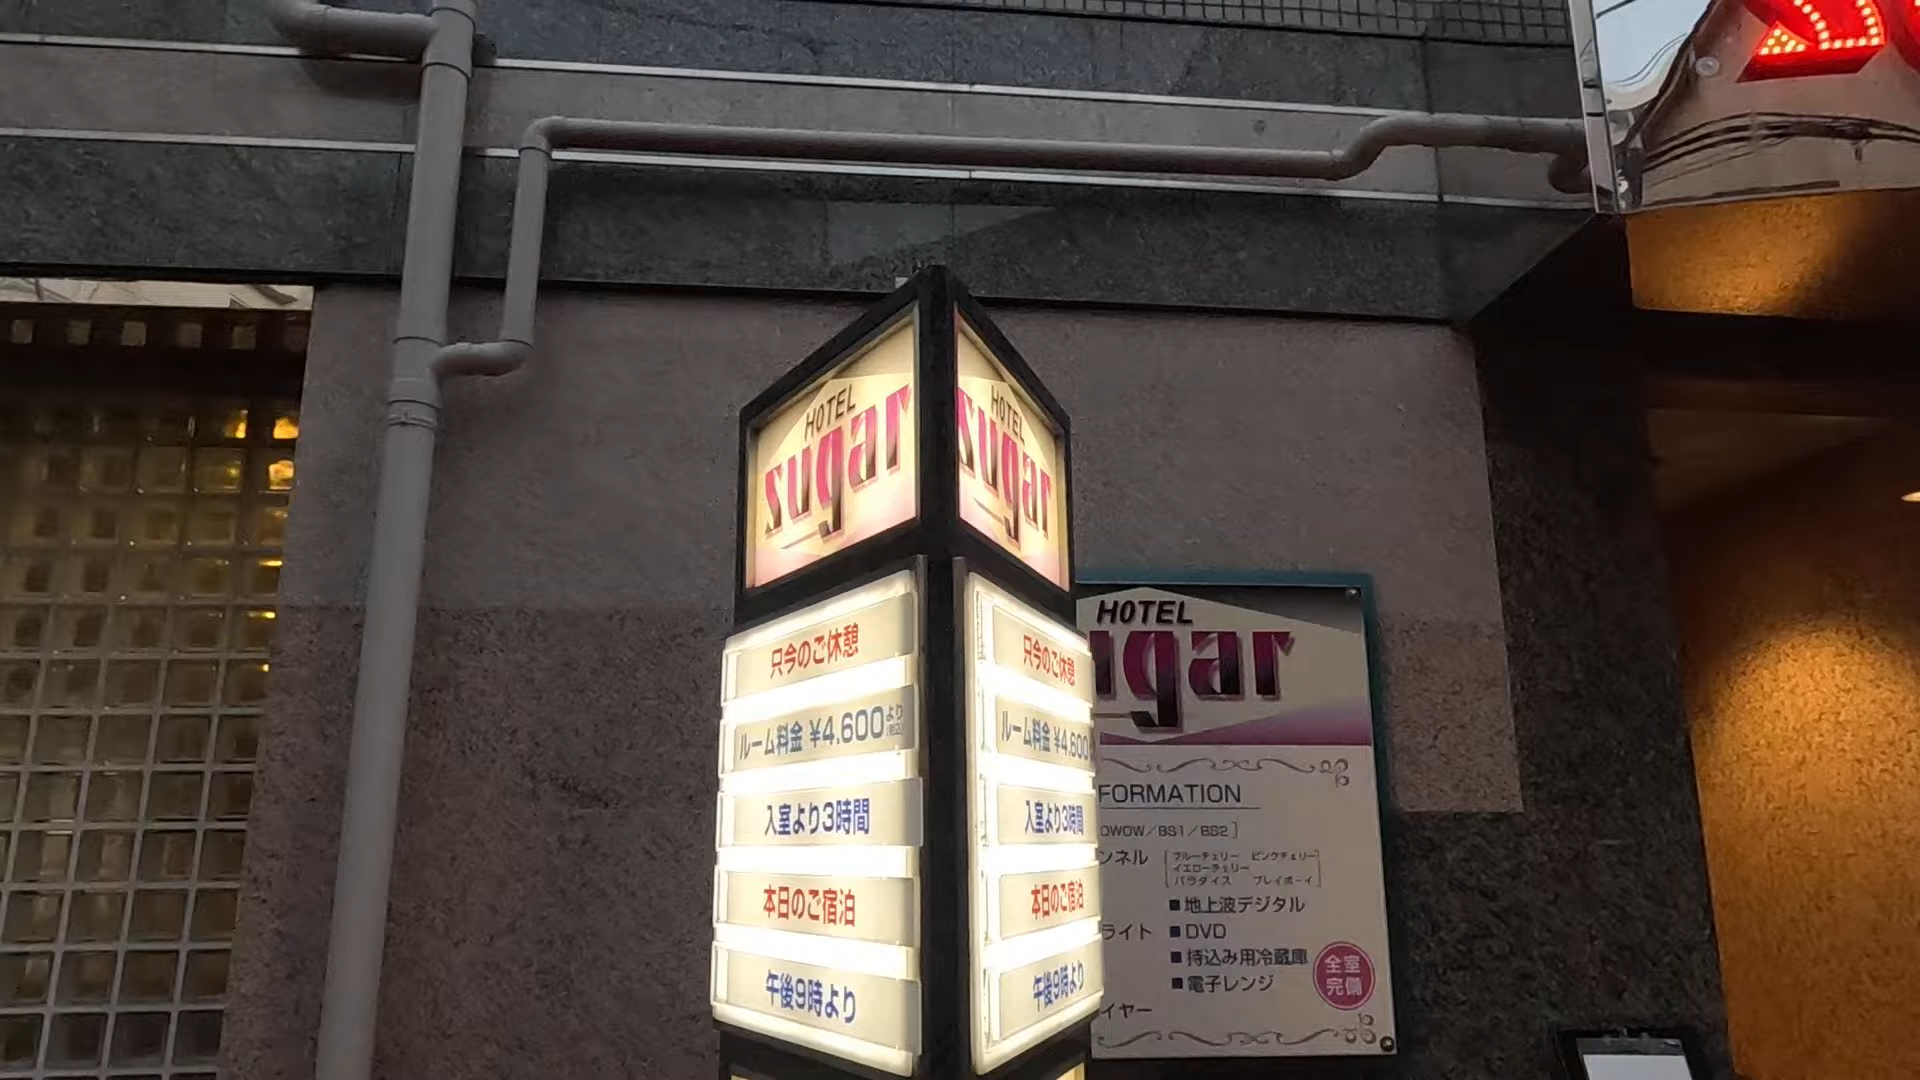 HOTEL
sugar
只今のご休憩
ルーム料金 ¥4,600より
入室より3時間
本日のご宿泊
午後9時より
HOTEL
sugar
只今のご休憩
ルーム料金 ¥4,600
入室より3時間
本日のご宿泊
午後9時より
HOTEL
ugar
FORMATION
OWOW/BS1/BS2]
ンネル
ブルーチェリー ピンクチェリー
イエローチェリー
パラダイス プレイボーイ
■地上波デジタル
ライト ■DVD
■持込み用冷蔵庫
■電子レンジ
イヤー
全室
完備